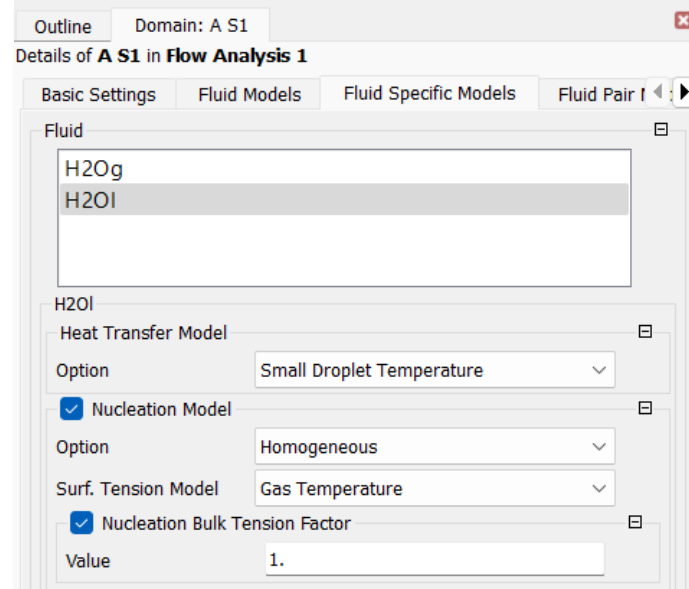 Outline Domain: A S1
Details of A S1 in Flow Analysis 1
Basic Settings Fluid Models Fluid Specific Models Fluid Pair
Fluid
H2Og
H2Ol
H2Ol
Heat Transfer Model
Option Small Droplet Temperature
Nucleation Model
Option Homogeneous
Surf. Tension Model Gas Temperature
Nucleation Bulk Tension Factor
Value 1.